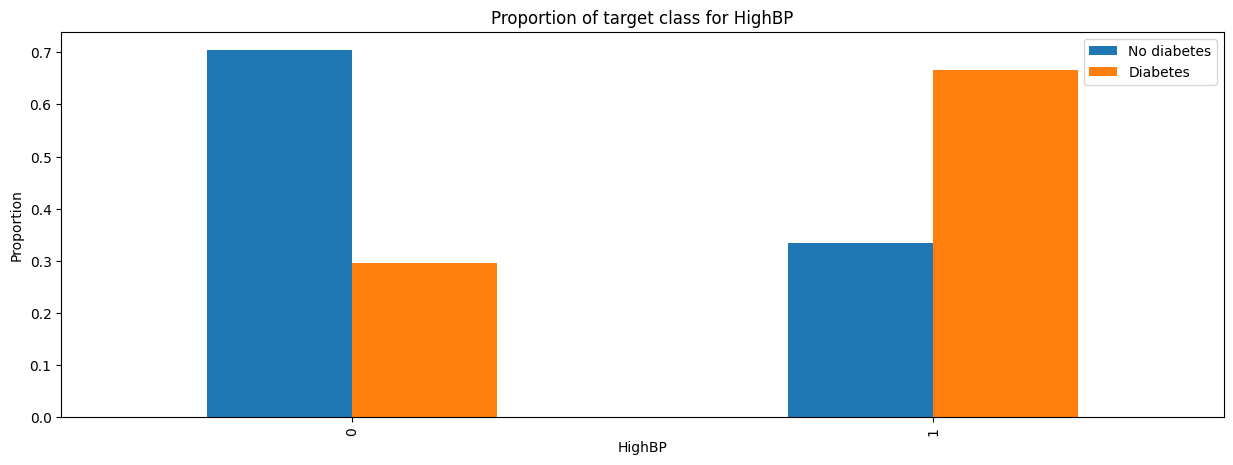 Proportion of target class for HighBP
No diabetes
Diabetes
Proportion
0.7
0.6
0.5
0.4
0.3
0.2
0.1
0.0
0
1
HighBP